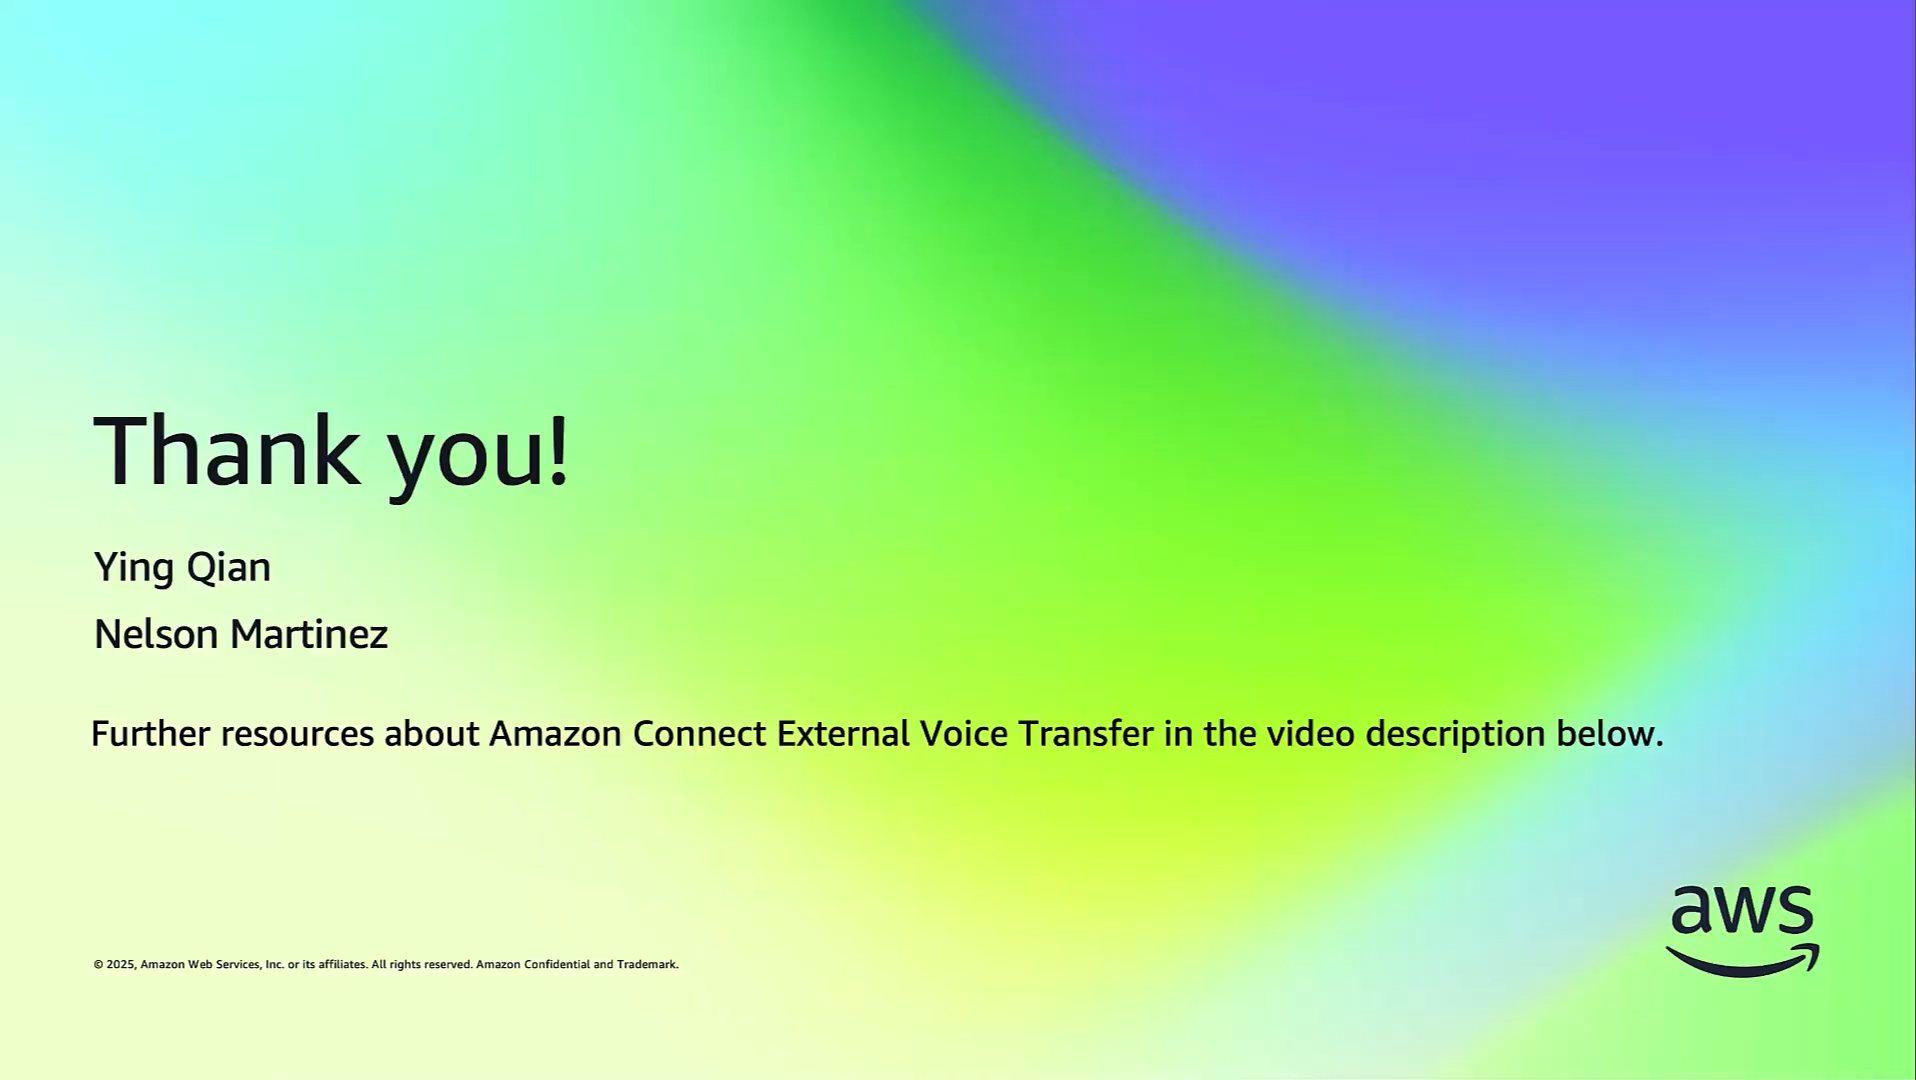 Thank you!
Ying Qian
Nelson Martinez
Further resources about Amazon Connect External Voice Transfer in the video description below.
© 2025, Amazon Web Services, Inc. or its affiliates. All rights reserved. Amazon Confidential and Trademark.
aws